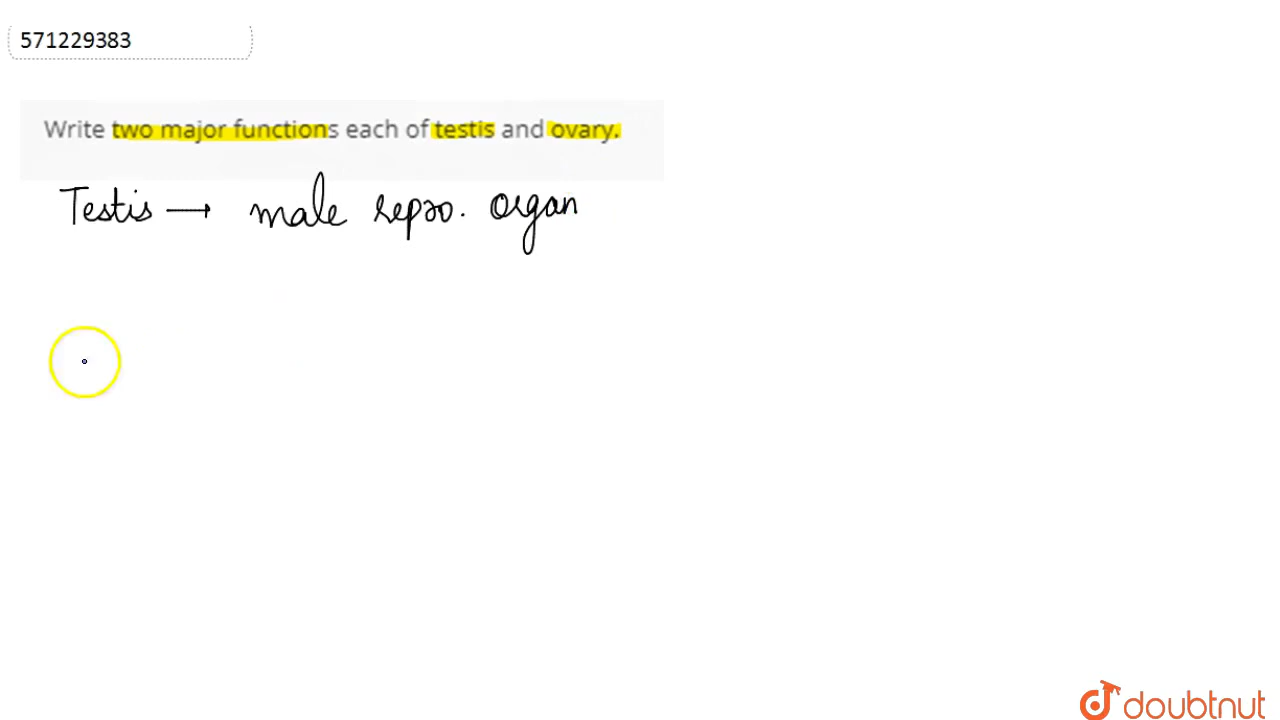 571229383
Write two major functions each of testis and ovary.
Testis → male repro. organ
doubtnut